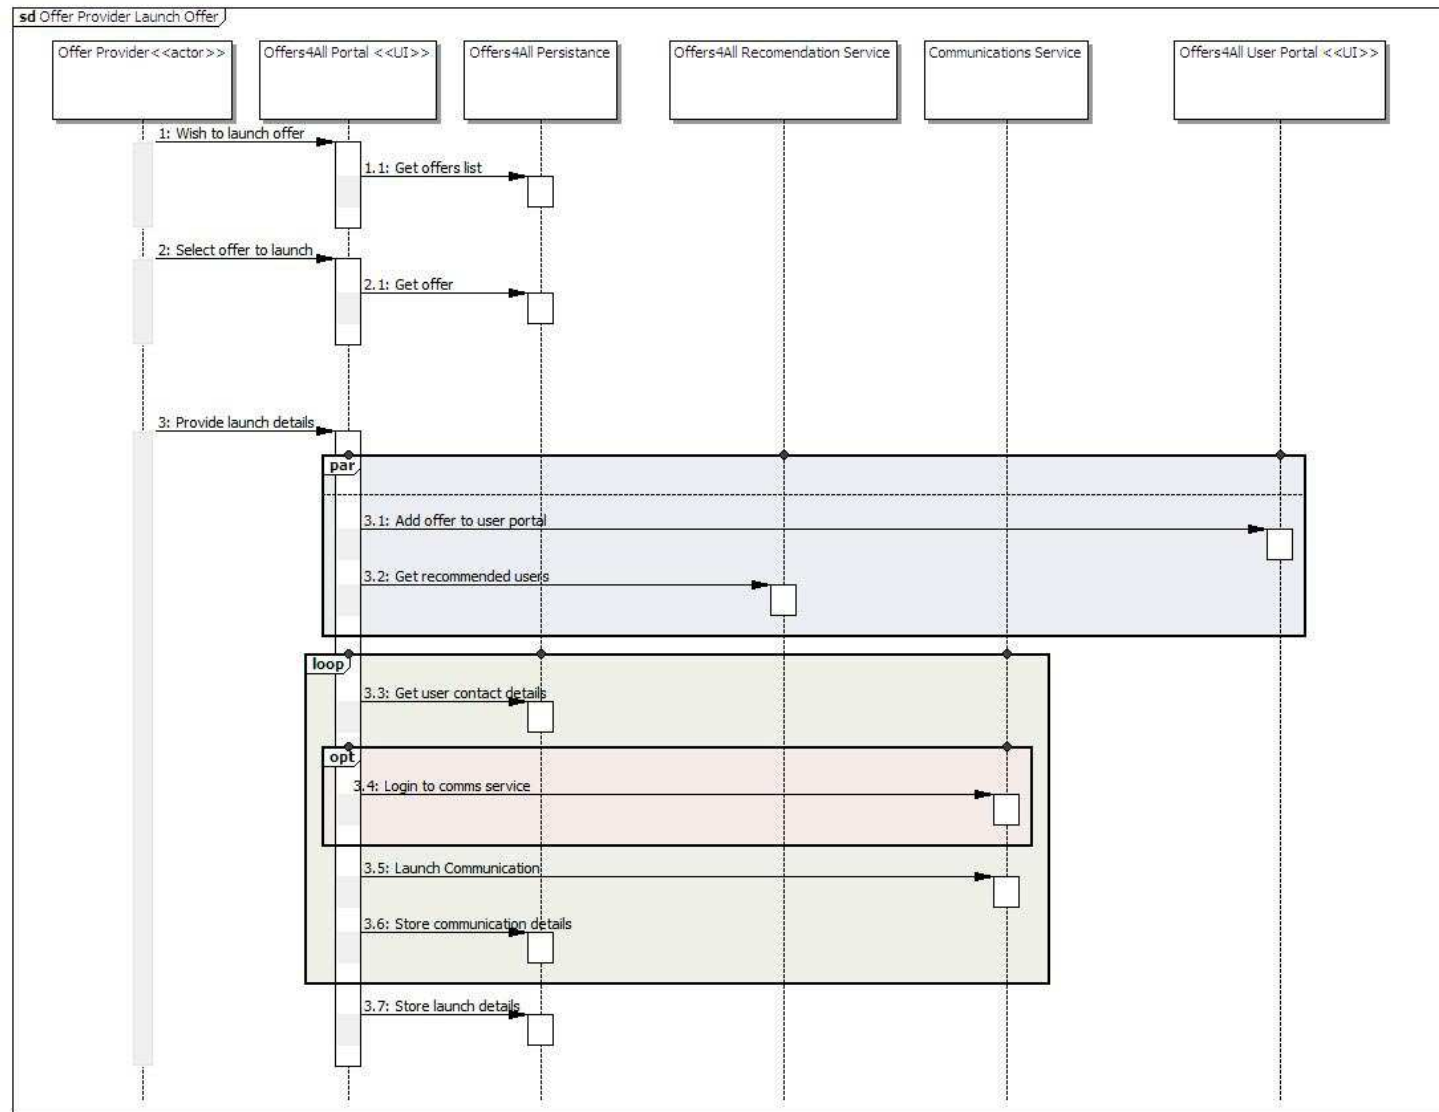 sd Offer Provider Launch Offer
Offer Provider<<actor>>
Offers4All Portal <<UI>>
Offers4All Persistance
Offers4All Recomendation Service
Communications Service
Offers4All User Portal <<UI>>
1: Wish to launch offer
1.1: Get offers list
2: Select offer to launch
2.1: Get offer
3: Provide launch details
par
3.1: Add offer to user portal
3.2: Get recommended users
loop
3.3: Get user contact details
opt
3.4: Login to comms service
3.5: Launch Communication
3.6: Store communication details
3.7: Store launch details